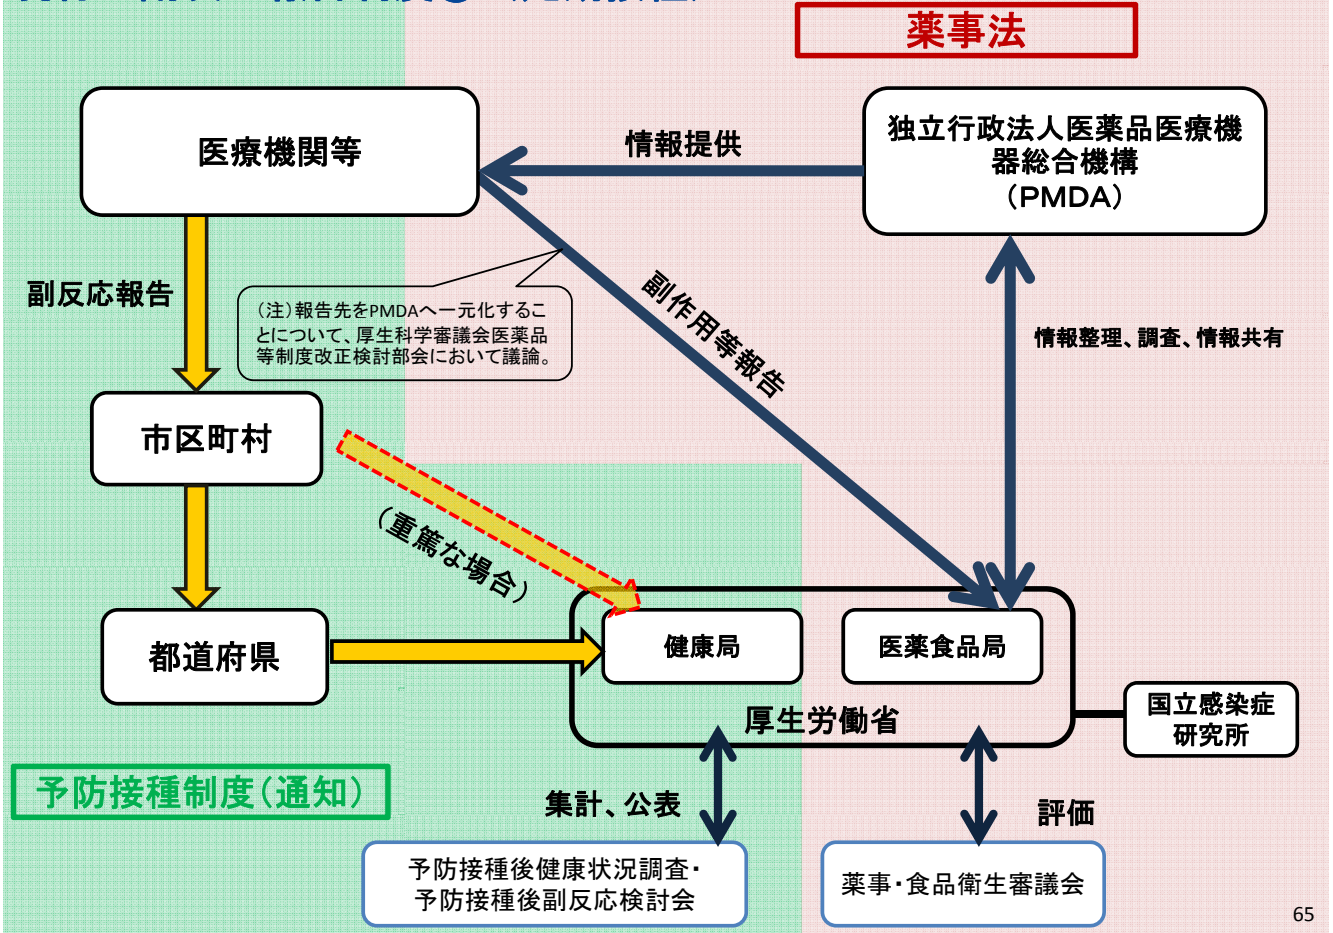 薬事法
医療機関等
情報提供
独立行政法人医薬品医療機
器総合機構
(PMDA)
副反応報告
(注)報告先をPMDAへ一元化するこ
とについて、厚生科学審議会医薬品
等制度改正検討部会において議論。
副作用等報告
情報整理、調査、情報共有
市区町村
(重篤な場合)
都道府県
健康局
医薬食品局
厚生労働省
国立感染症
研究所
予防接種制度(通知)
集計、公表
評価
予防接種後健康状況調査・
予防接種後副反応検討会
薬事・食品衛生審議会
65